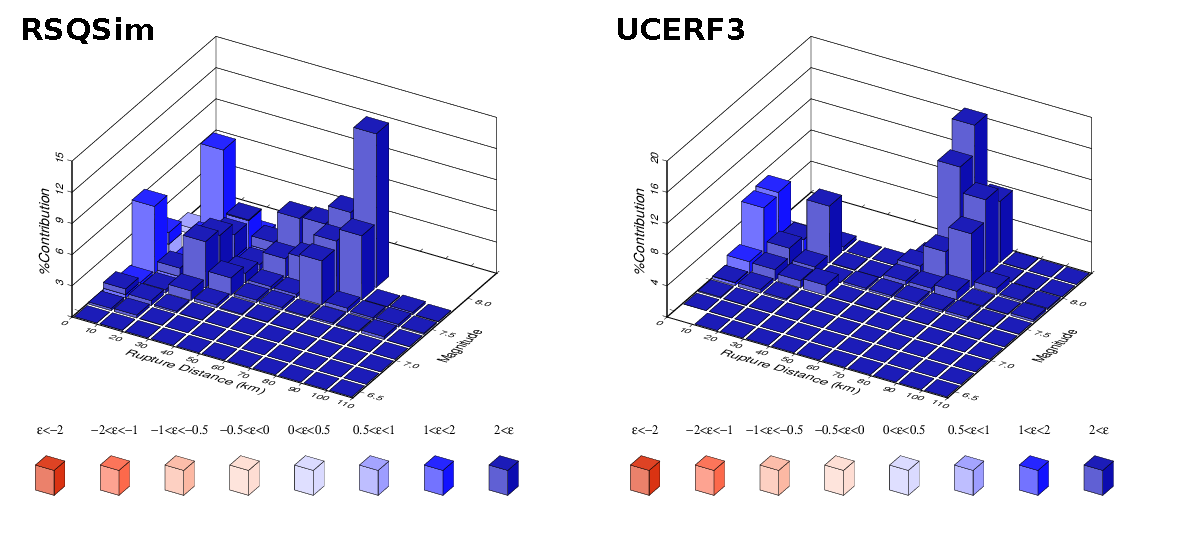 RSQSim
%Contribution
15
12
9
6
3
0
10
20
30
40
50
60
70
80
90
100
110
Rupture Distance (km)
6.5
7.0
7.5
8.0
Magnitude
ε<−2
−2<ε<−1
−1<ε<−0.5
−0.5<ε<0
0<ε<0.5
0.5<ε<1
1<ε<2
2<ε
UCERF3
%Contribution
20
16
12
8
4
0
10
20
30
40
50
60
70
80
90
100
110
Rupture Distance (km)
6.5
7.0
7.5
8.0
Magnitude
ε<−2
−2<ε<−1
−1<ε<−0.5
−0.5<ε<0
0<ε<0.5
0.5<ε<1
1<ε<2
2<ε